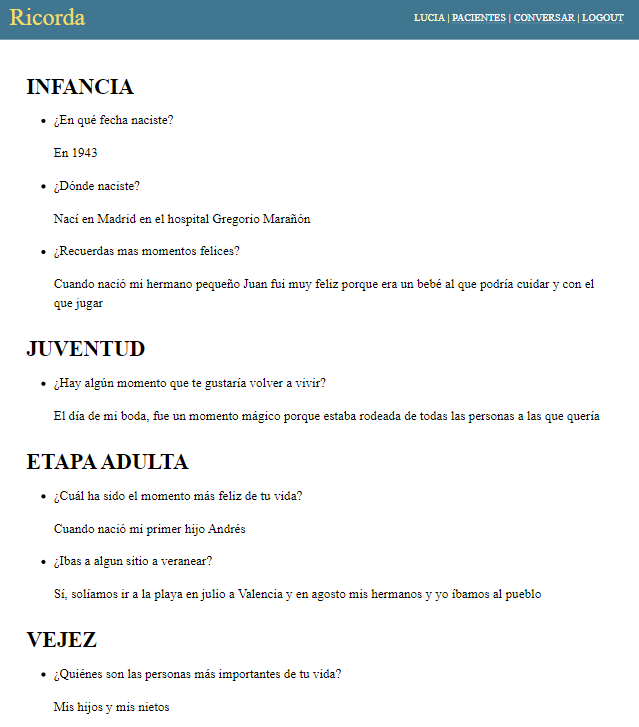 Ricorda
LUCIA | PACIENTES | CONVERSAR | LOGOUT
INFANCIA
• ¿En qué fecha naciste?
En 1943
• ¿Dónde naciste?
Nací en Madrid en el hospital Gregorio Marañón
• ¿Recuerdas mas momentos felices?
Cuando nació mi hermano pequeño Juan fui muy feliz porque era un bebé al que podría cuidar y con el
que jugar
JUVENTUD
• ¿Hay algún momento que te gustaría volver a vivir?
El día de mi boda, fue un momento mágico porque estaba rodeada de todas las personas a las que quería
ETAPA ADULTA
• ¿Cuál ha sido el momento más feliz de tu vida?
Cuando nació mi primer hijo Andrés
• ¿Ibas a algun sitio a veranear?
Sí, solíamos ir a la playa en julio a Valencia y en agosto mis hermanos y yo íbamos al pueblo
VEJEZ
• ¿Quiénes son las personas más importantes de tu vida?
Mis hijos y mis nietos